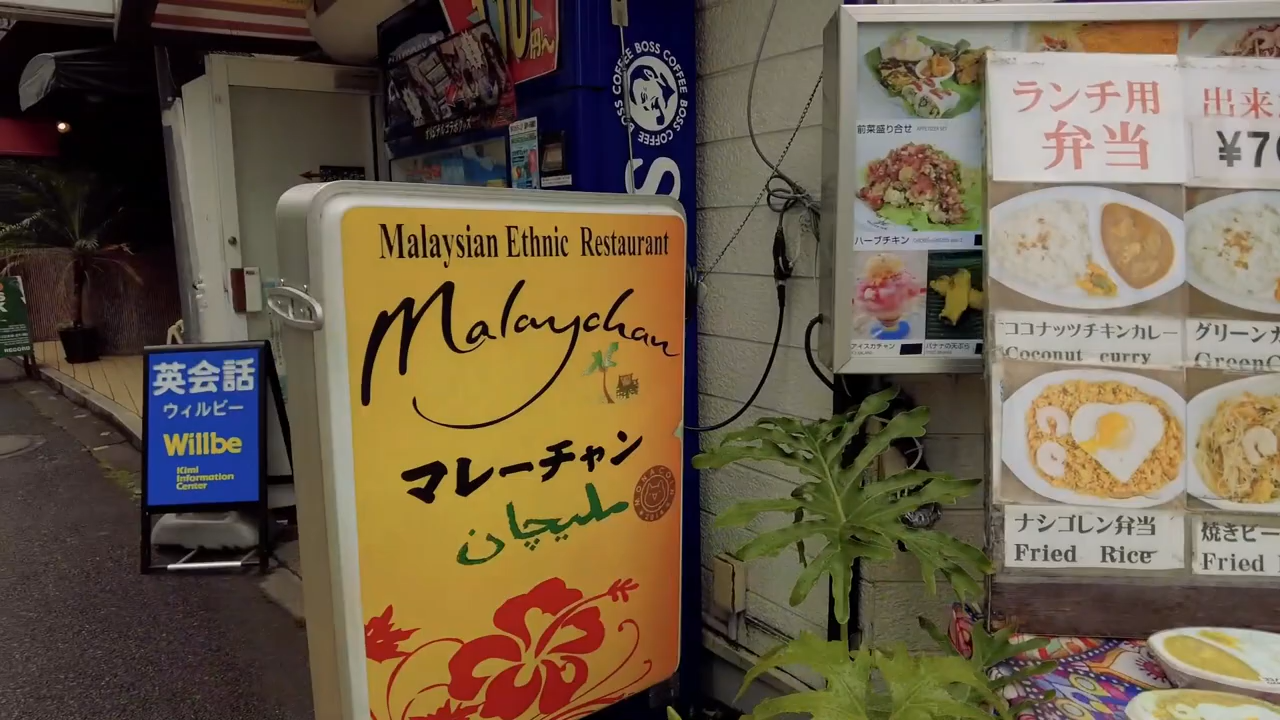 BOSS COFFEE BOSS COFFEE BOSS COFFEE
Malaysian Ethnic Restaurant
Malaychan
マレーチャン
مليچان
英会話
ウィルビー
Willbe
Kimi
Information
Center
前菜盛り合せ
ハーブチキン
アイスカチャン
バナナの天ぷら
ランチ用
弁当
出来
¥70
ココナッツチキンカレー
Coconut curry
グリーンカ
GreenC
ナシゴレン弁当
Fried Rice
焼きビー
Fried